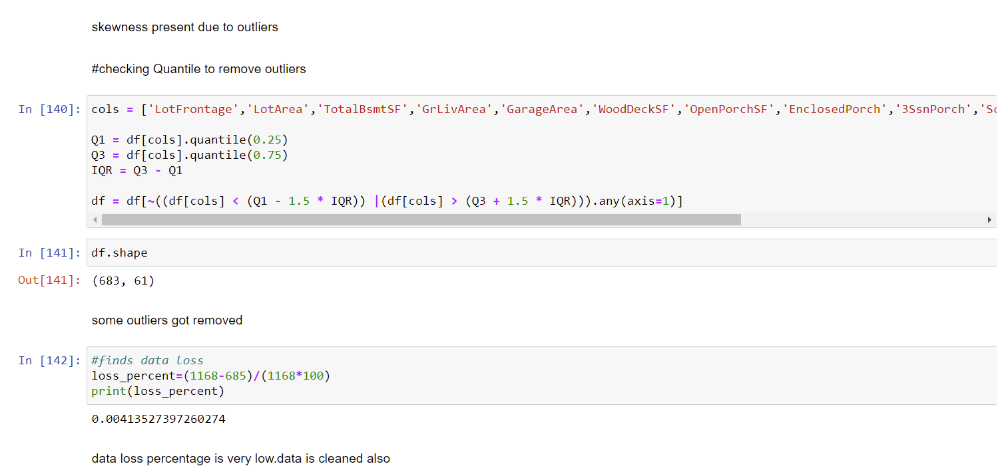 skewness present due to outliers
#checking Quantile to remove outliers
In [140]: cols = ['LotFrontage','LotArea','TotalBsmtSF','GrLivArea','GarageArea','WoodDeckSF','OpenPorchSF','EnclosedPorch','3SsnPorch','Sc
Q1 = df[cols].quantile(0.25)
Q3 = df[cols].quantile(0.75)
IQR = Q3 - Q1
df = df[~((df[cols] < (Q1 - 1.5 * IQR)) |(df[cols] > (Q3 + 1.5 * IQR))).any(axis=1)]
In [141]: df.shape
Out[141]: (683, 61)
some outliers got removed
In [142]: #finds data loss
loss_percent=(1168-685)/(1168*100)
print(loss_percent)
0.00413527397260274
data loss percentage is very low.data is cleaned also